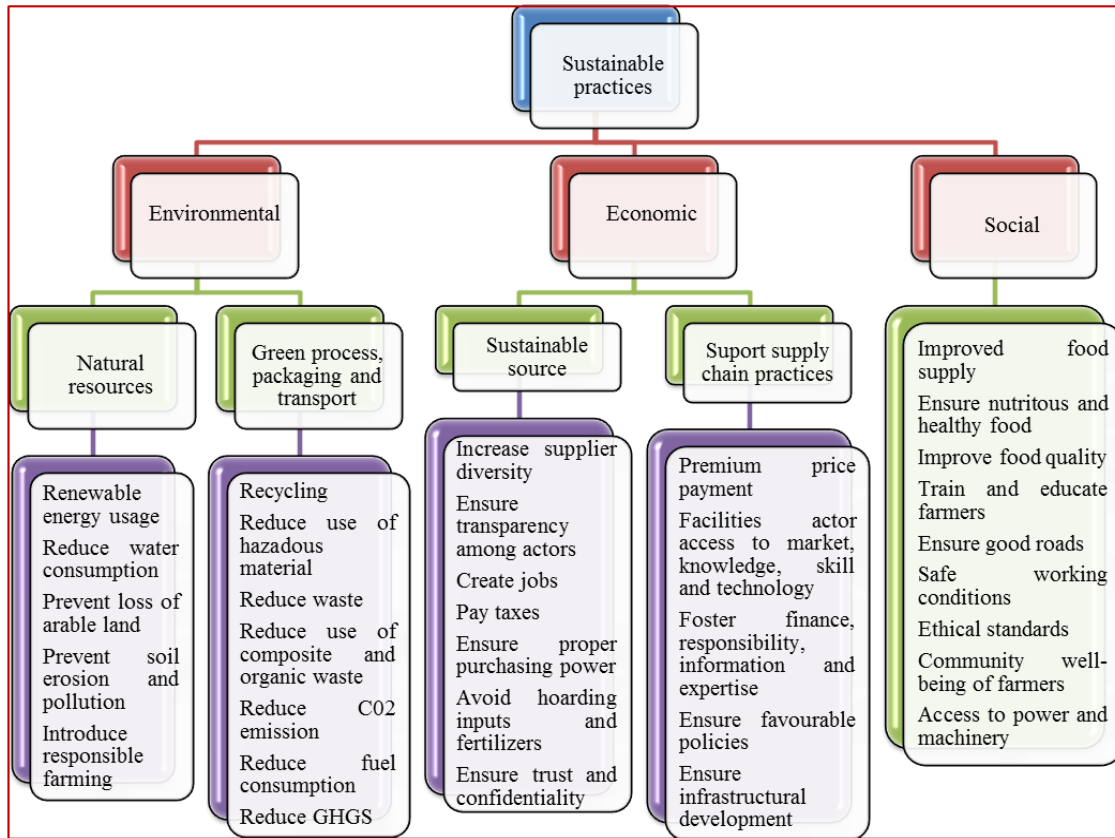 Sustainable
practices
Environmental
Economic
Social
Natural
resources
Green process,
packaging and
transport
Sustainable
source
Suport supply
chain practices
Renewable
energy usage
Reduce water
consumption
Prevent loss of
arable land
Prevent soil
erosion and
pollution
Introduce
responsible
farming
Recycling
Reduce use of
hazadous
material
Reduce waste
Reduce use of
composite and
organic waste
Reduce C02
emission
Reduce fuel
consumption
Reduce GHGS
Increase supplier
diversity
Ensure
transparency
among actors
Create jobs
Pay taxes
Ensure proper
purchasing power
Avoid hoarding
inputs and
fertilizers
Ensure trust and
confidentiality
Premium price
payment
Facilities actor
access to market,
knowledge, skill
and technology
Foster finance,
responsibility,
information and
expertise
Ensure favourable
policies
Ensure
infrastructural
development
Improved food
supply
Ensure nutritous and
healthy food
Improve food quality
Train and educate
farmers
Ensure good roads
Safe working
conditions
Ethical standards
Community well-
being of farmers
Access to power and
machinery